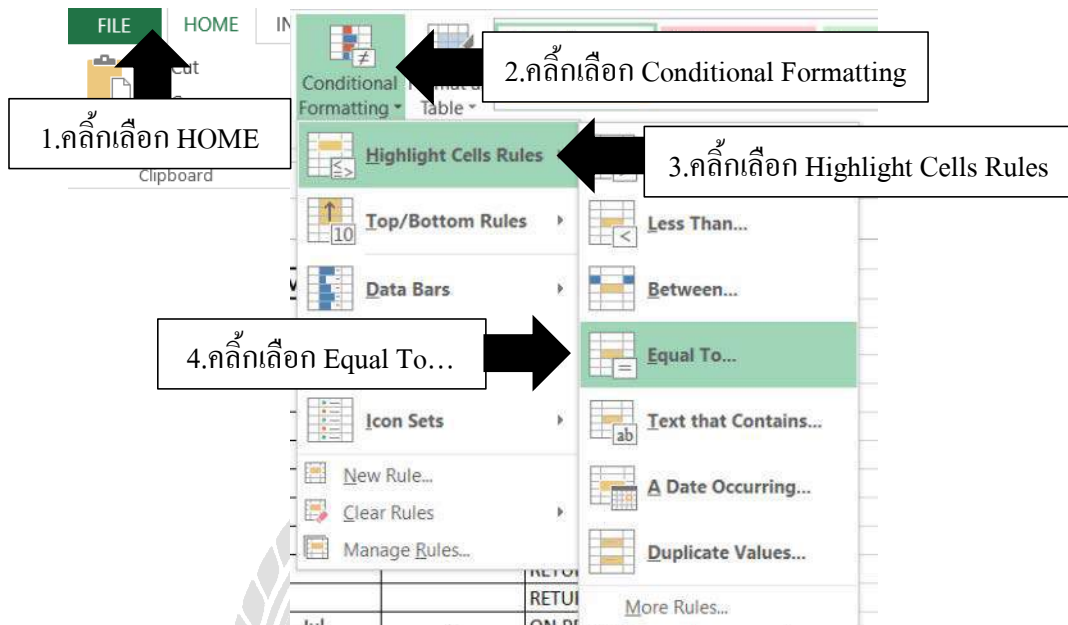 FILE HOME
Cut
Clipboard
1.คลิ้กเลือก HOME
Conditional
Formatting
Table
2.คลิ้กเลือก Conditional Formatting
Highlight Cells Rules
3.คลิ้กเลือก Highlight Cells Rules
10 Top/Bottom Rules
Less Than...
Data Bars
Between...
4.คลิ้กเลือก Equal To…
Equal To...
Icon Sets
ab Text that Contains...
New Rule...
A Date Occurring...
Clear Rules
Manage Rules...
Duplicate Values...
More Rules...